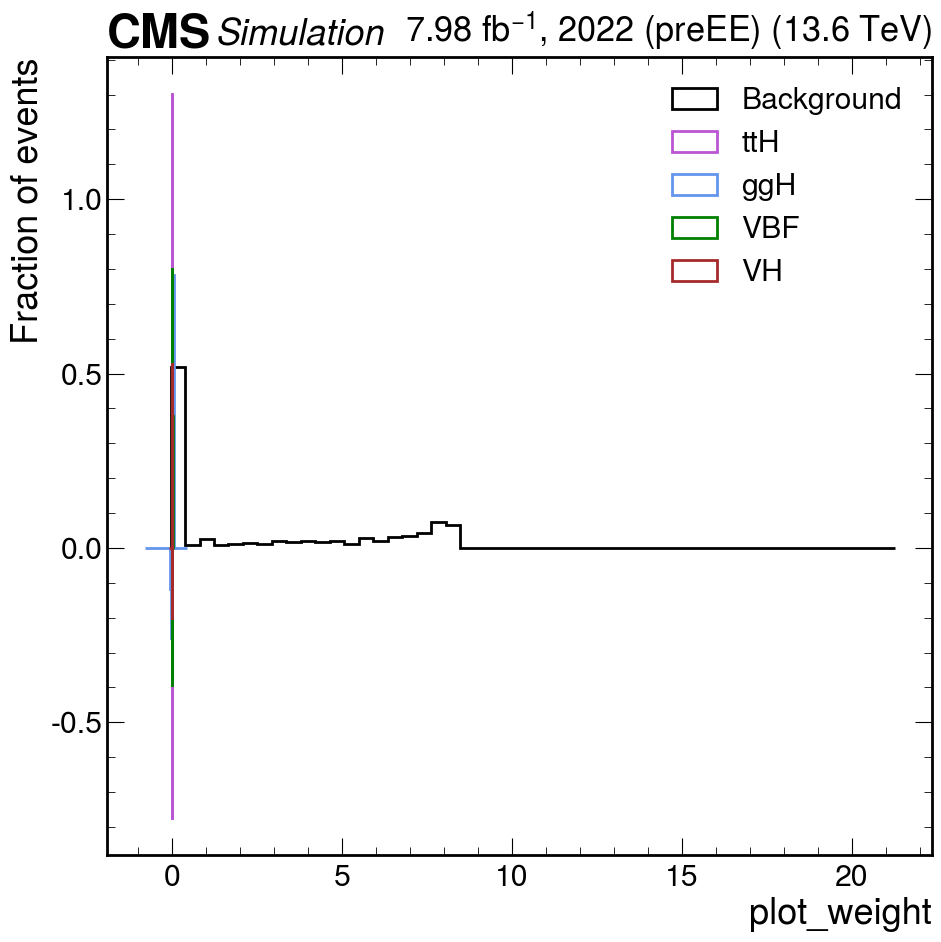 CMS Simulation 7.98 fb⁻¹, 2022 (preEE) (13.6 TeV)
Fraction of events
Background
ttH
ggH
VBF
VH
1.0
0.5
0.0
-0.5
0 5 10 15 20
plot_weight